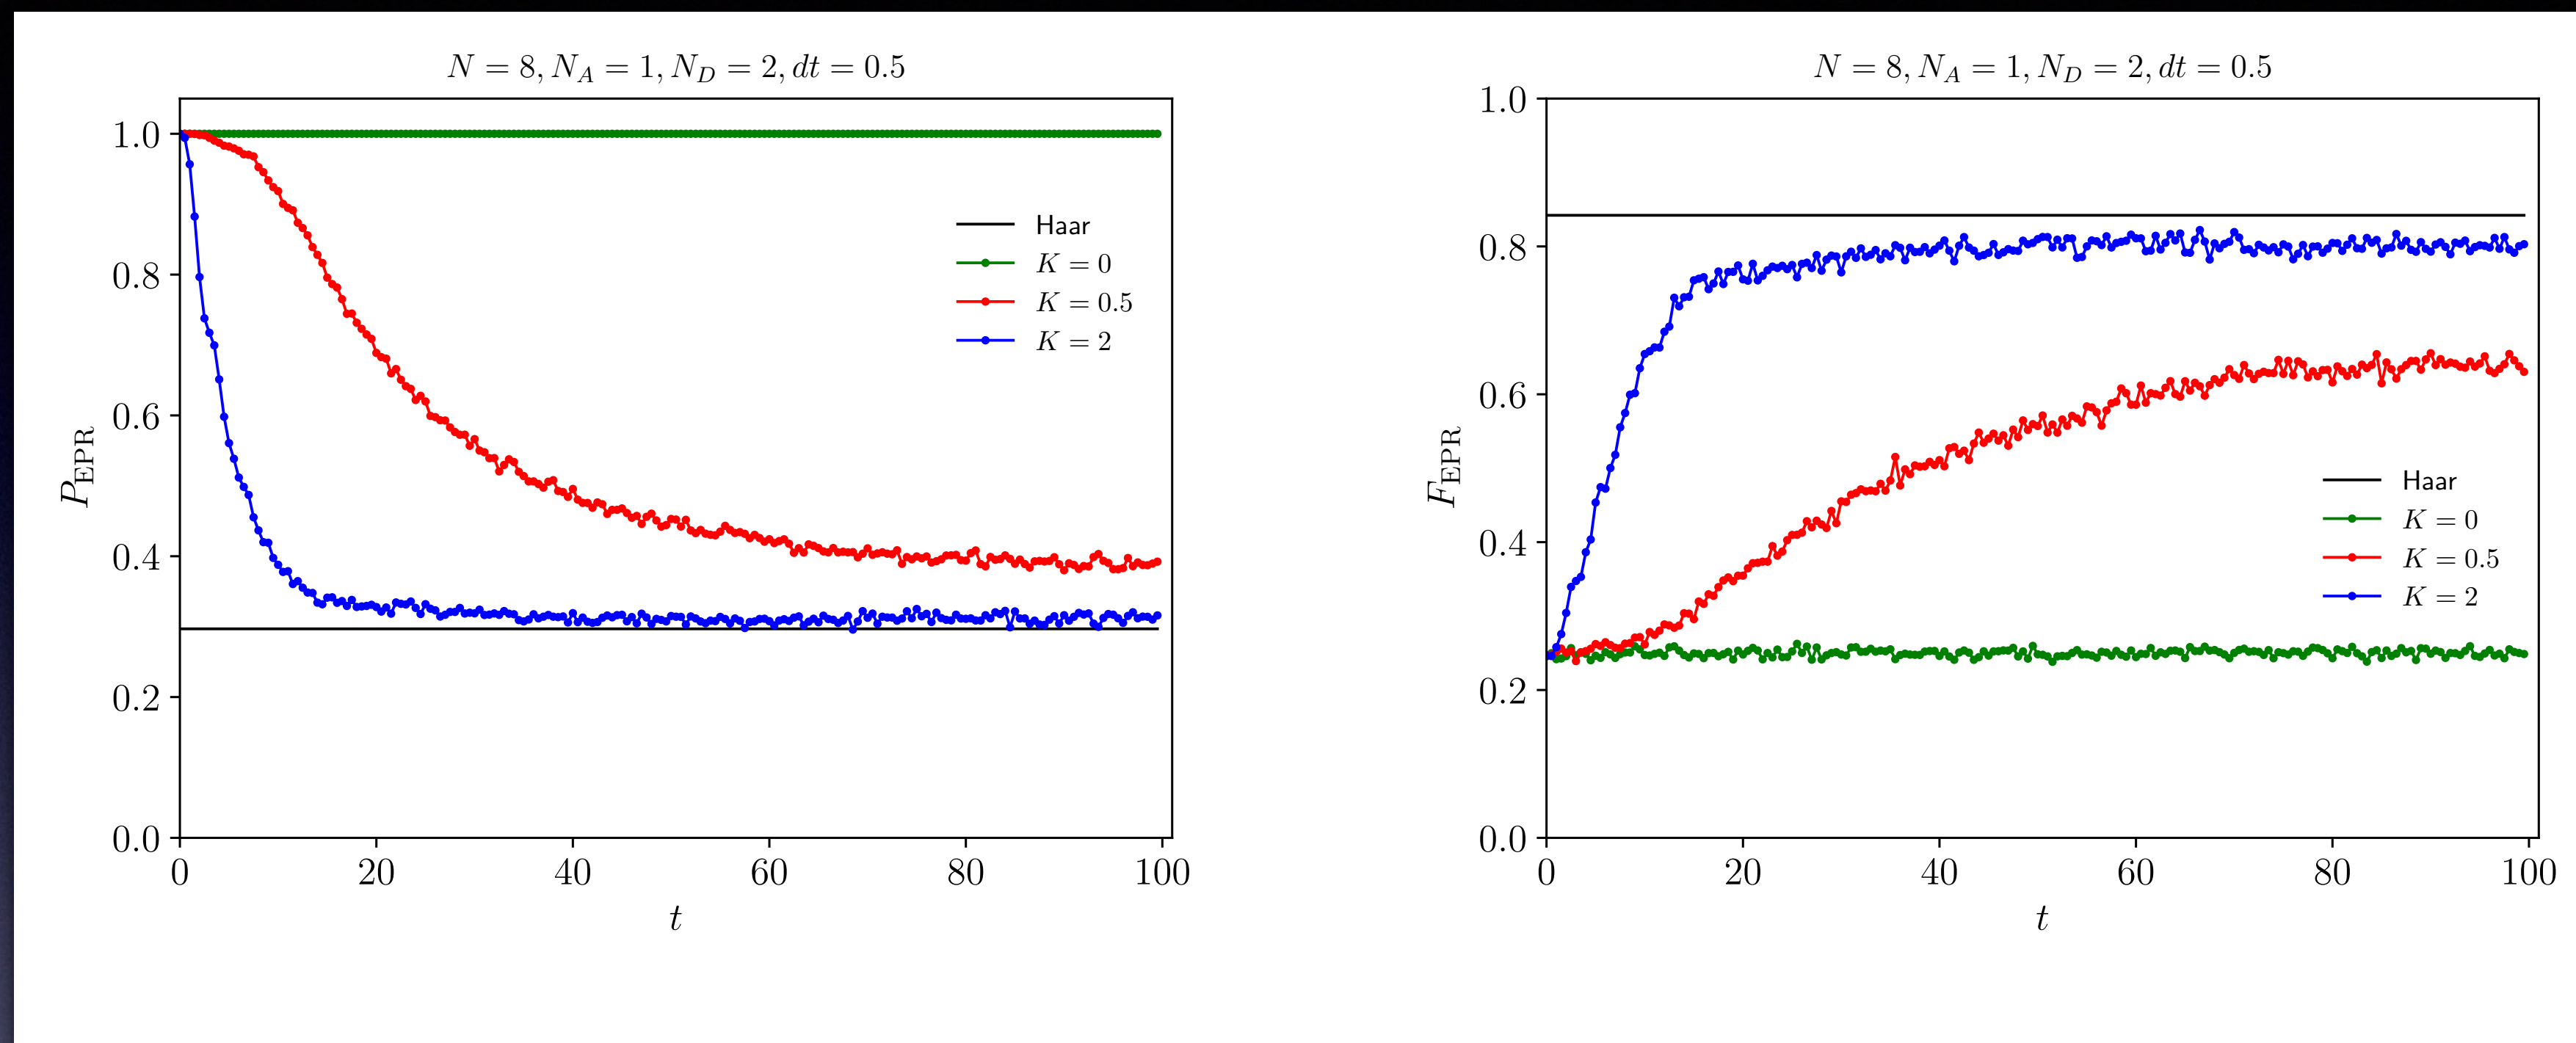 N = 8, N_A = 1, N_D = 2, dt = 0.5
P_EPR
1.0
0.8
0.6
0.4
0.2
0.0
Haar
K = 0
K = 0.5
K = 2
0 20 40 60 80 100
t
N = 8, N_A = 1, N_D = 2, dt = 0.5
F_EPR
1.0
0.8
0.6
0.4
0.2
0.0
Haar
K = 0
K = 0.5
K = 2
0 20 40 60 80 100
t